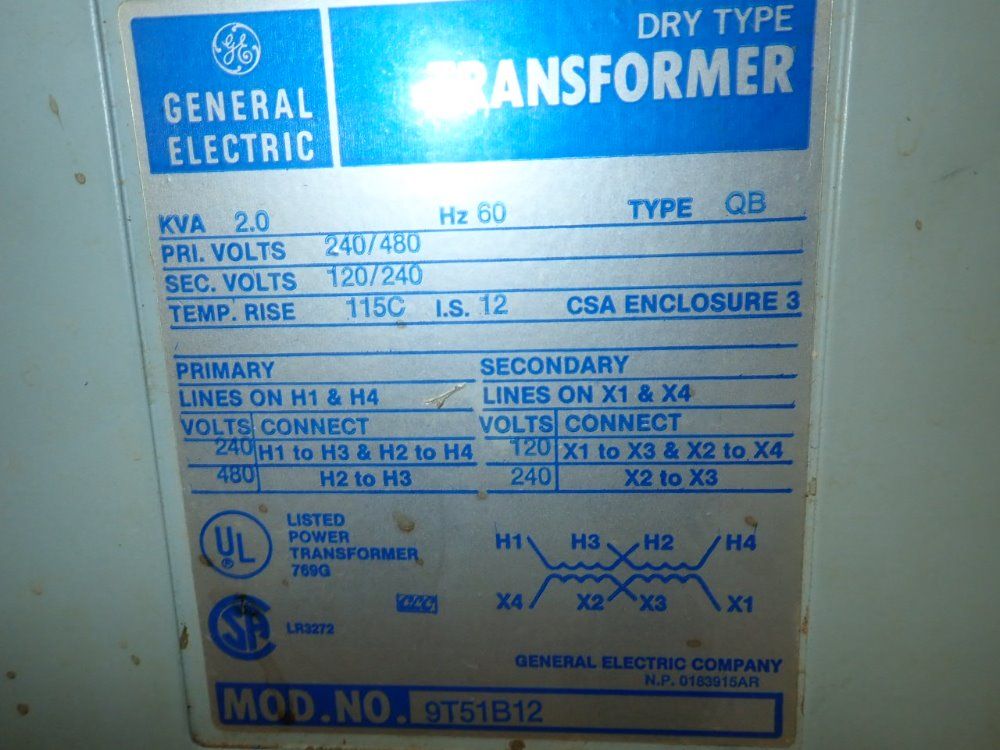 GE
GENERAL
ELECTRIC
DRY TYPE
TRANSFORMER
KVA 2.0 Hz 60 TYPE QB
PRI. VOLTS 240/480
SEC. VOLTS 120/240
TEMP. RISE 115C I.S. 12 CSA ENCLOSURE 3
PRIMARY
LINES ON H1 & H4
VOLTS CONNECT
240 H1 to H3 & H2 to H4
480 H2 to H3
SECONDARY
LINES ON X1 & X4
VOLTS CONNECT
120 X1 to X3 & X2 to X4
240 X2 to X3
UL ®
LISTED
POWER
TRANSFORMER
769G
SA
LR3272
H1 H3 H2 H4
X4 X2 X3 X1
GENERAL ELECTRIC COMPANY
N.P. 0183915AR
MOD.NO. 9T51B12